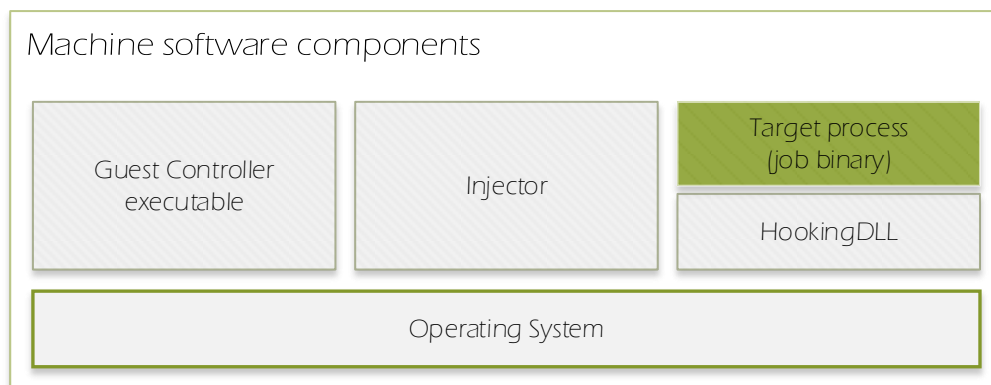 Machine software components
Guest Controller
executable
Injector
Target process
(job binary)
HookingDLL
Operating System